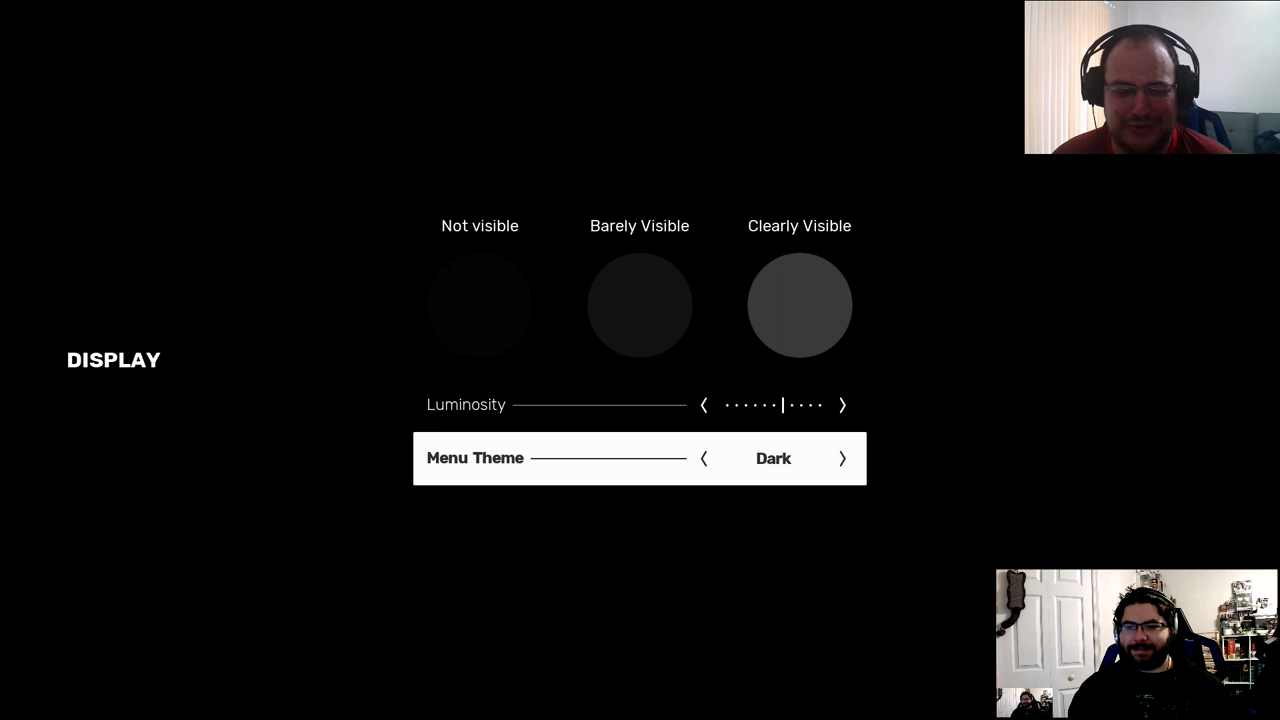 Not visible
Barely Visible
Clearly Visible
DISPLAY
Luminosity
Menu Theme
Dark